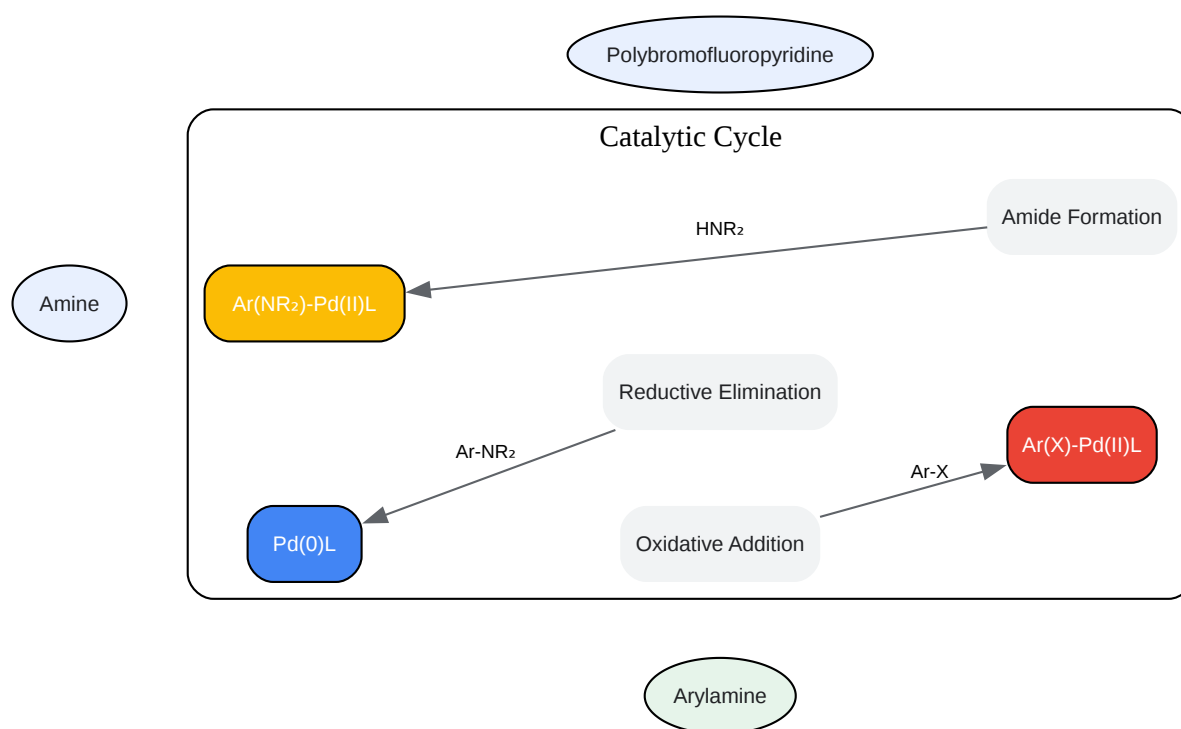 Polybromofluoropyridine
Catalytic Cycle
Amide Formation
HNR₂
Amine
Ar(NR₂)-Pd(II)L
Reductive Elimination
Ar-NR₂
Ar(X)-Pd(II)L
Ar-X
Pd(0)L
Oxidative Addition
Arylamine